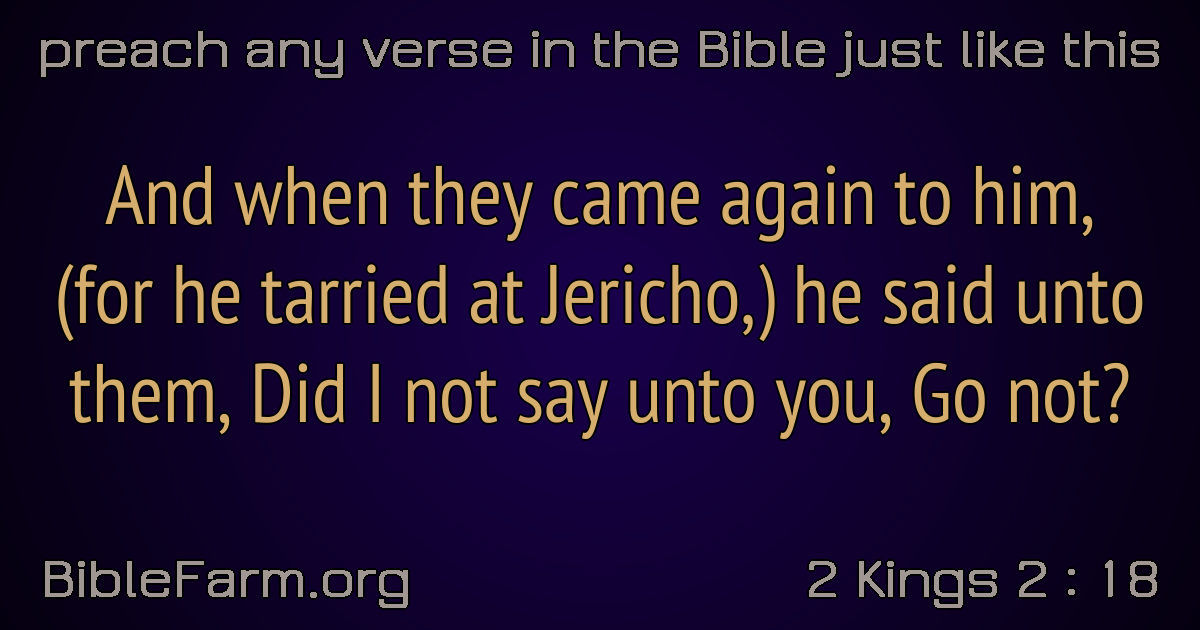 preach any verse in the Bible just like this
And when they came again to him,
(for he tarried at Jericho,) he said unto
them, Did I not say unto you, Go not?
BibleFarm.org
2 Kings 2 : 18